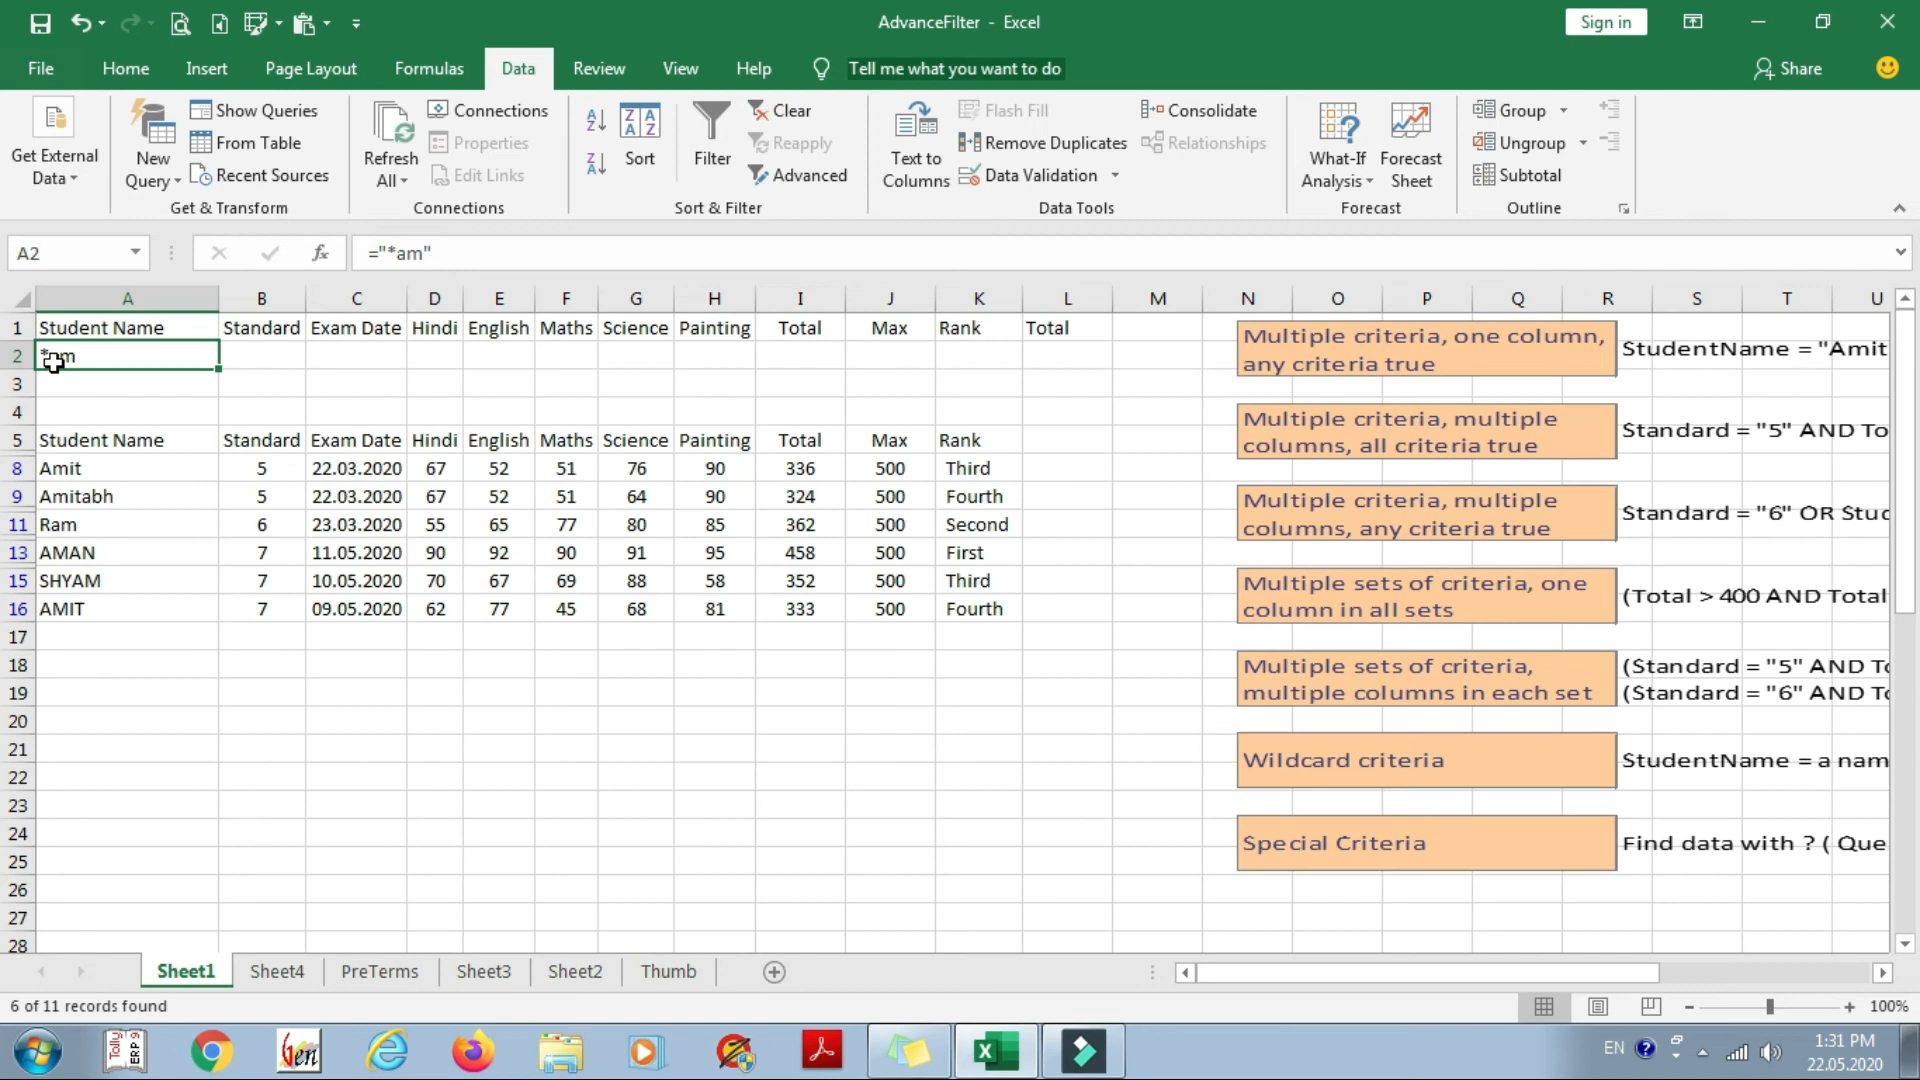 AdvanceFilter - Excel
Sign in
File Home Insert Page Layout Formulas Data Review View Help Tell me what you want to do Share
Get External Data
New Query
Show Queries
From Table
Recent Sources
Get & Transform
Refresh All
Connections
Properties
Edit Links
Connections
Sort
Filter
Clear
Reapply
Advanced
Sort & Filter
Text to Columns
Flash Fill
Remove Duplicates
Data Validation
Consolidate
Relationships
Data Tools
What-If Analysis
Forecast Sheet
Forecast
Group
Ungroup
Subtotal
Outline
A2 fx ="*am"
A B C D E F G H I J K L M N O P Q R S T U
1 Student Name Standard Exam Date Hindi English Maths Science Painting Total Max Rank Total
2 *am
3
4
5 Student Name Standard Exam Date Hindi English Maths Science Painting Total Max Rank
8 Amit 5 22.03.2020 67 52 51 76 90 336 500 Third
9 Amitabh 5 22.03.2020 67 52 51 64 90 324 500 Fourth
11 Ram 6 23.03.2020 55 65 77 80 85 362 500 Second
13 AMAN 7 11.05.2020 90 92 90 91 95 458 500 First
15 SHYAM 7 10.05.2020 70 67 69 88 58 352 500 Third
16 AMIT 7 09.05.2020 62 77 45 68 81 333 500 Fourth
17
18
19
20
21
22
23
24
25
26
27
28
Multiple criteria, one column,
any criteria true
StudentName = "Amit
Multiple criteria, multiple
columns, all criteria true
Standard = "5" AND To
Multiple criteria, multiple
columns, any criteria true
Standard = "6" OR Stud
Multiple sets of criteria, one
column in all sets
(Total > 400 AND Total
Multiple sets of criteria,
multiple columns in each set
(Standard = "5" AND To
(Standard = "6" AND To
Wildcard criteria
StudentName = a nam
Special Criteria
Find data with ? ( Que
Sheet1 Sheet4 PreTerms Sheet3 Sheet2 Thumb
6 of 11 records found
100%
Tally ERP 9
Gen
EN
1:31 PM
22.05.2020